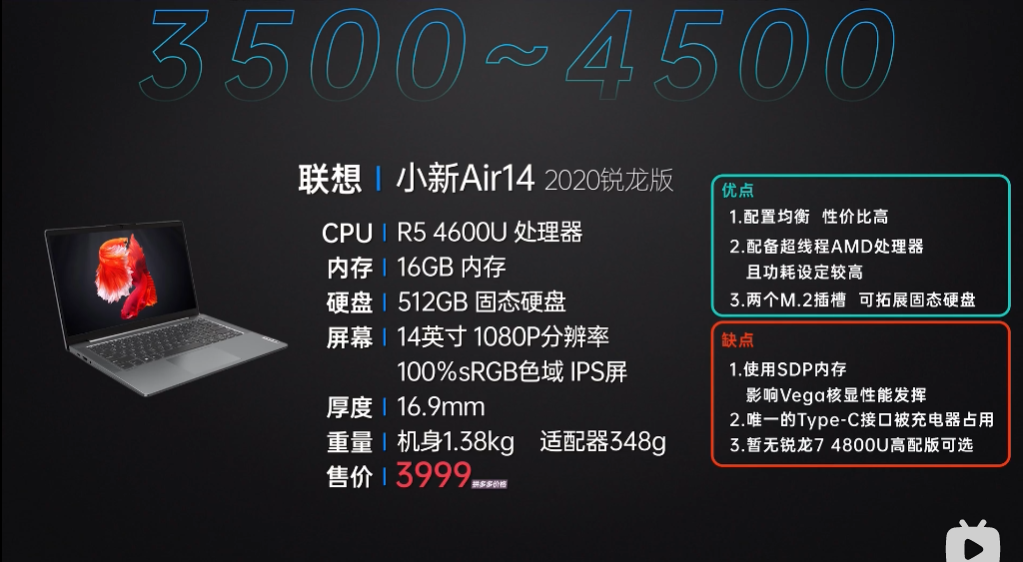 3500~4500
联想 | 小新Air14 2020锐龙版
CPU | R5 4600U 处理器
内存 | 16GB 内存
硬盘 | 512GB 固态硬盘
屏幕 | 14英寸 1080P分辨率
100%sRGB色域 IPS屏
厚度 | 16.9mm
重量 | 机身1.38kg 适配器348g
售价 | 3999 拼多多价格
优点
1.配置均衡 性价比高
2.配备超线程AMD处理器
且功耗设定较高
3.两个M.2插槽 可拓展固态硬盘
缺点
1.使用SDP内存
影响Vega核显性能发挥
2.唯一的Type-C接口被充电器占用
3.暂无锐龙7 4800U高配版可选